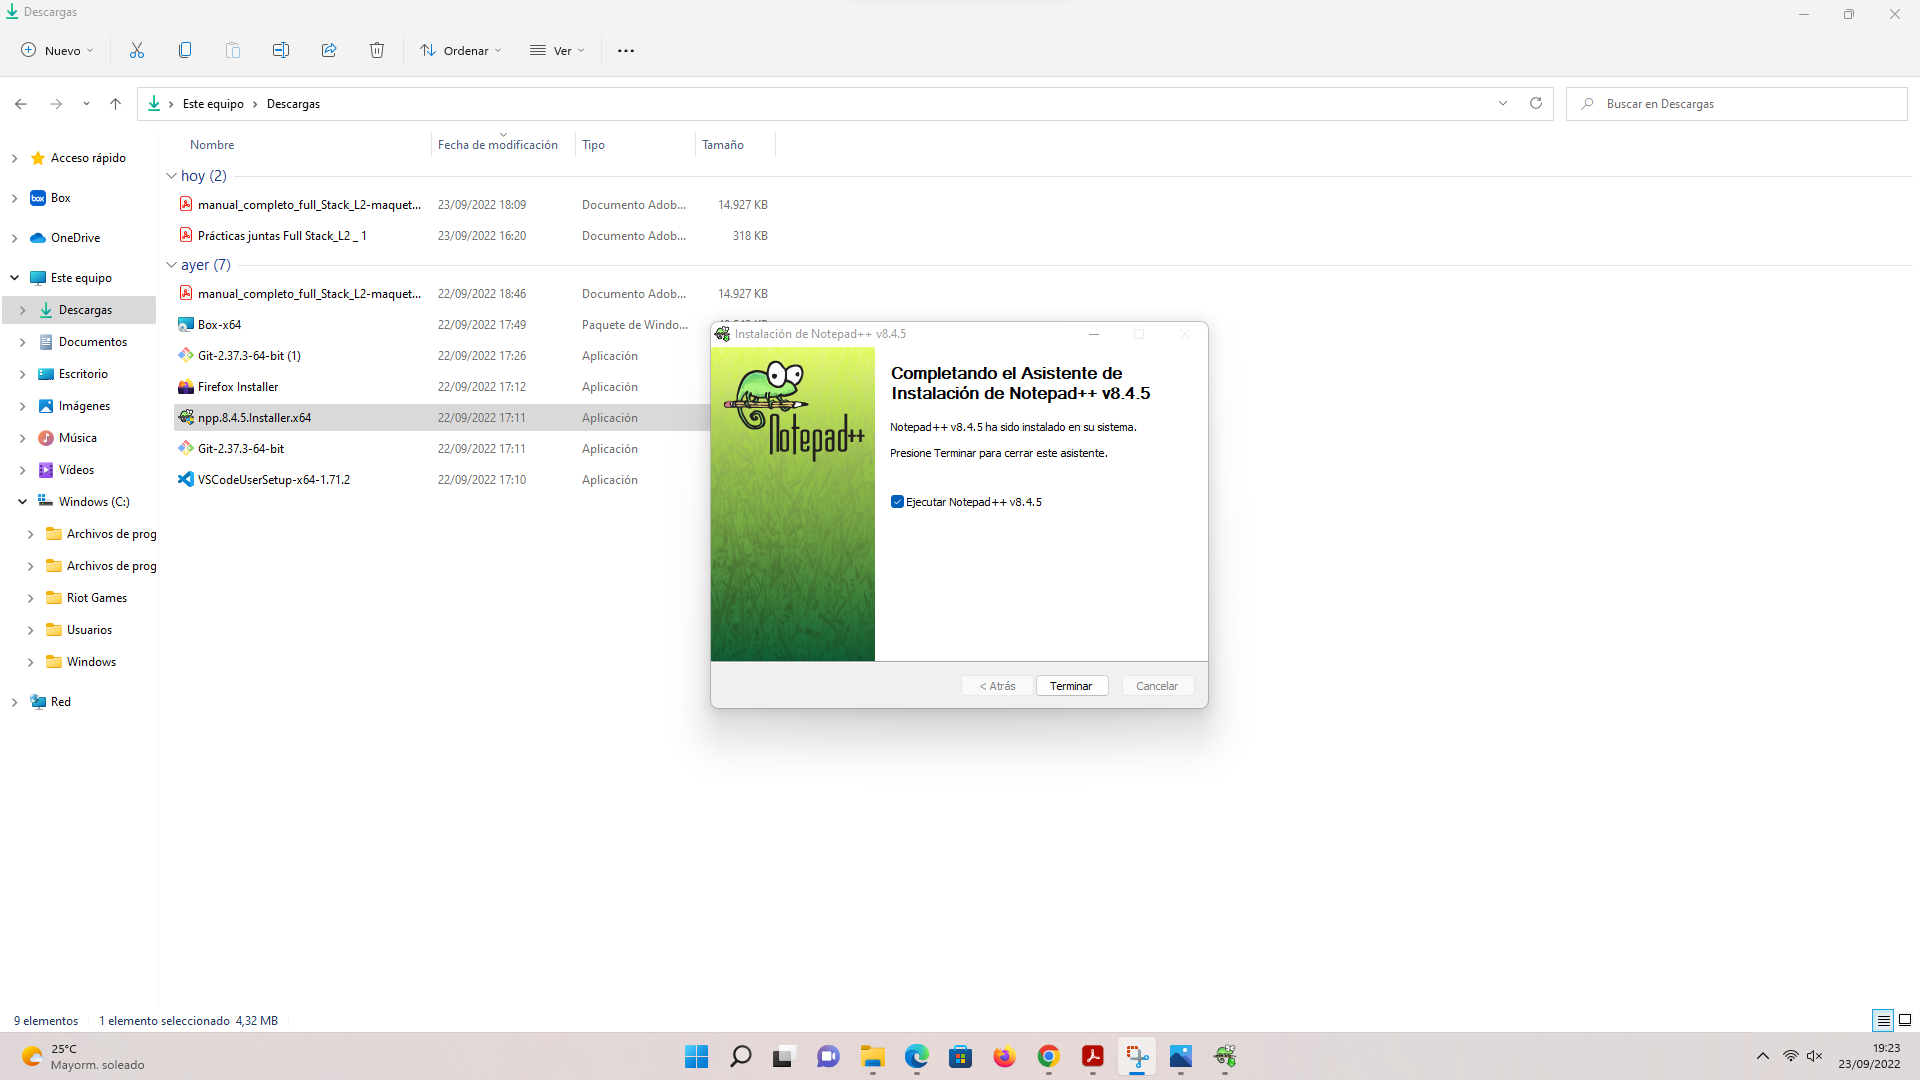 Descargas
Nuevo
Ordenar
Ver
Este equipo > Descargas
Buscar en Descargas
Nombre
Fecha de modificación
Tipo
Tamaño
Acceso rápido
Box
OneDrive
Este equipo
Descargas
Documentos
Escritorio
Imágenes
Música
Vídeos
Windows (C:)
Archivos de prog
Archivos de prog
Riot Games
Usuarios
Windows
Red
hoy (2)
manual_completo_full_Stack_L2-maquet... 23/09/2022 18:09 Documento Adob... 14.927 KB
Prácticas juntas Full Stack_L2 _ 1 23/09/2022 16:20 Documento Adob... 318 KB
ayer (7)
manual_completo_full_Stack_L2-maquet... 22/09/2022 18:46 Documento Adob... 14.927 KB
Box-x64 22/09/2022 17:49 Paquete de Windo...
Git-2.37.3-64-bit (1) 22/09/2022 17:26 Aplicación
Firefox Installer 22/09/2022 17:12 Aplicación
npp.8.4.5.Installer.x64 22/09/2022 17:11 Aplicación
Git-2.37.3-64-bit 22/09/2022 17:11 Aplicación
VSCodeUserSetup-x64-1.71.2 22/09/2022 17:10 Aplicación
Instalación de Notepad++ v8.4.5
Notepad++
Completando el Asistente de
Instalación de Notepad++ v8.4.5
Notepad++ v8.4.5 ha sido instalado en su sistema.
Presione Terminar para cerrar este asistente.
Ejecutar Notepad++ v8.4.5
< Atrás
Terminar
Cancelar
9 elementos
1 elemento seleccionado 4,32 MB
25°C
Mayorm. soleado
19:23
23/09/2022